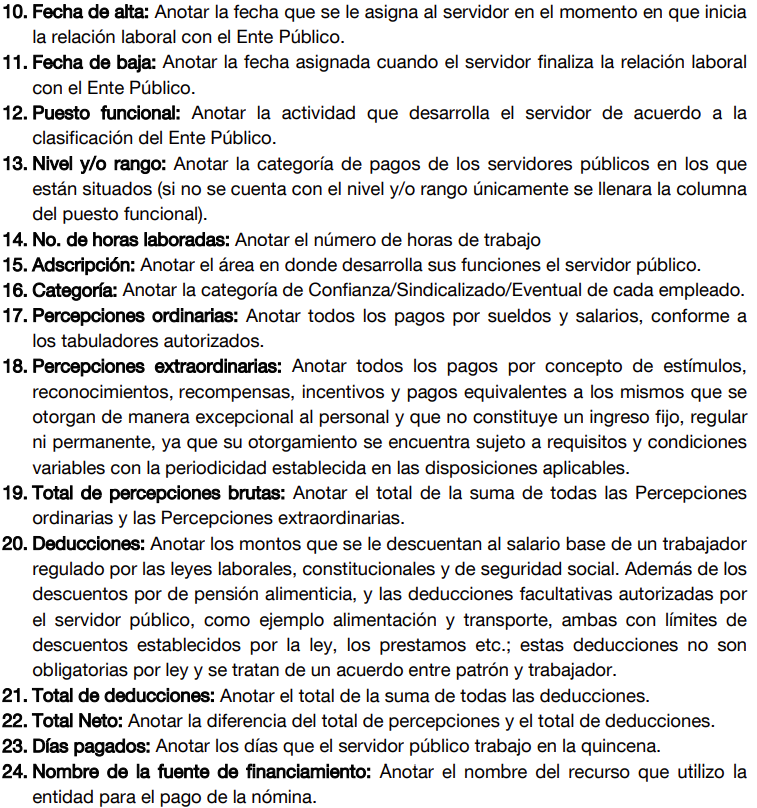 10. Fecha de alta: Anotar la fecha que se le asigna al servidor en el momento en que inicia
la relación laboral con el Ente Público.
11. Fecha de baja: Anotar la fecha asignada cuando el servidor finaliza la relación laboral
con el Ente Público.
12. Puesto funcional: Anotar la actividad que desarrolla el servidor de acuerdo a la
clasificación del Ente Público.
13. Nivel y/o rango: Anotar la categoría de pagos de los servidores públicos en los que
están situados (si no se cuenta con el nivel y/o rango únicamente se llenara la columna
del puesto funcional).
14. No. de horas laboradas: Anotar el número de horas de trabajo
15. Adscripción: Anotar el área en donde desarrolla sus funciones el servidor público.
16. Categoría: Anotar la categoría de Confianza/Sindicalizado/Eventual de cada empleado.
17. Percepciones ordinarias: Anotar todos los pagos por sueldos y salarios, conforme a
los tabuladores autorizados.
18. Percepciones extraordinarias: Anotar todos los pagos por concepto de estímulos,
reconocimientos, recompensas, incentivos y pagos equivalentes a los mismos que se
otorgan de manera excepcional al personal y que no constituye un ingreso fijo, regular
ni permanente, ya que su otorgamiento se encuentra sujeto a requisitos y condiciones
variables con la periodicidad establecida en las disposiciones aplicables.
19. Total de percepciones brutas: Anotar el total de la suma de todas las Percepciones
ordinarias y las Percepciones extraordinarias.
20. Deducciones: Anotar los montos que se le descuentan al salario base de un trabajador
regulado por las leyes laborales, constitucionales y de seguridad social. Además de los
descuentos por de pensión alimenticia, y las deducciones facultativas autorizadas por
el servidor público, como ejemplo alimentación y transporte, ambas con límites de
descuentos establecidos por la ley, los prestamos etc.; estas deducciones no son
obligatorias por ley y se tratan de un acuerdo entre patrón y trabajador.
21. Total de deducciones: Anotar el total de la suma de todas las deducciones.
22. Total Neto: Anotar la diferencia del total de percepciones y el total de deducciones.
23. Días pagados: Anotar los días que el servidor público trabajo en la quincena.
24. Nombre de la fuente de financiamiento: Anotar el nombre del recurso que utilizo la
entidad para el pago de la nómina.